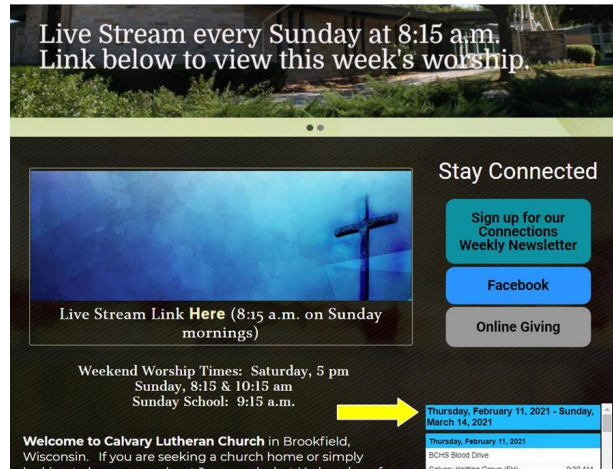 Live Stream every Sunday at 8:15 a.m.
Link below to view this week's worship.
Stay Connected
Sign up for our
Connections
Weekly Newsletter
Facebook
Online Giving
Live Stream Link Here (8:15 a.m. on Sunday
mornings)
Weekend Worship Times: Saturday, 5 pm
Sunday, 8:15 & 10:15 am
Sunday School: 9:15 a.m.
Thursday, February 11, 2021 - Sunday,
March 14, 2021
Thursday, February 11, 2021
BCHS Blood Drive
Welcome to Calvary Lutheran Church in Brookfield,
Wisconsin. If you are seeking a church home or simply